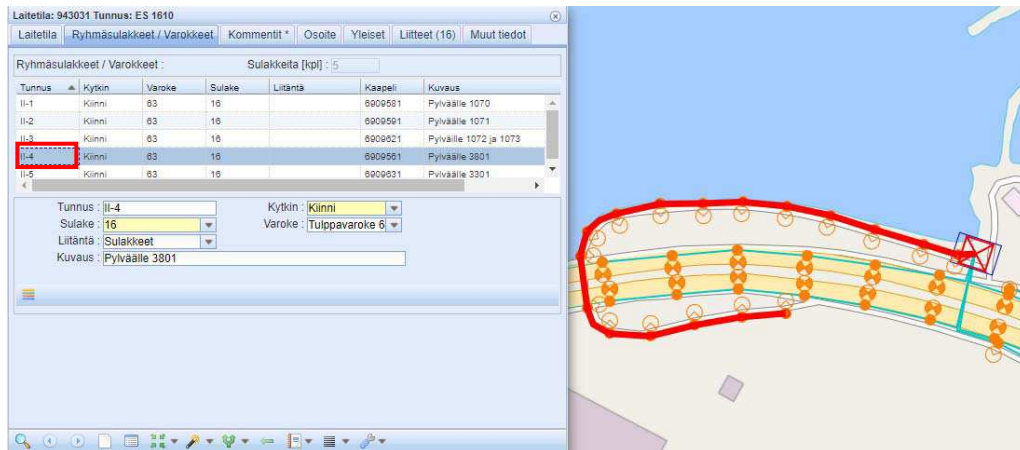 Laitetila: 943031 Tunnus: ES 1610
Laitetila Ryhmäsulakkeet / Varokkeet Kommentit * Osoite Yleiset Liitteet (16) Muut tiedot
Ryhmäsulakkeet / Varokkeet : Sulakkeita [kpl] : 5
Tunnus Kytkin Varoke Sulake Liitäntä Kaapeli Kuvaus
II-1 Kiinni 63 16 6909581 Pylväälle 1070
II-2 Kiinni 63 16 6909591 Pylväälle 1071
II-3 Kiinni 63 16 6909621 Pylväille 1072 ja 1073
II-4 Kiinni 63 16 6909561 Pylväälle 3801
II-5 Kiinni 63 16 6909631 Pylväälle 3301
Tunnus : II-4 Kytkin : Kiinni
Sulake : 16 Varoke : Tulppavaroke 6
Liitäntä : Sulakkeet
Kuvaus : Pylväälle 3801